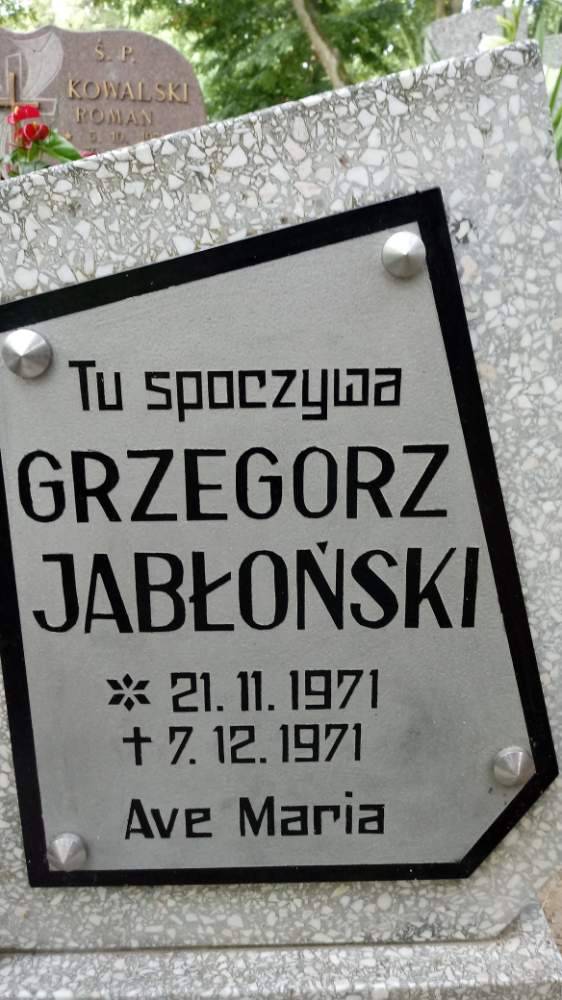 Ś. P.
KOWALSKI
ROMAN
Tu spoczywa
GRZEGORZ
JABŁOŃSKI
21. 11. 1971
† 7. 12. 1971
Ave Maria